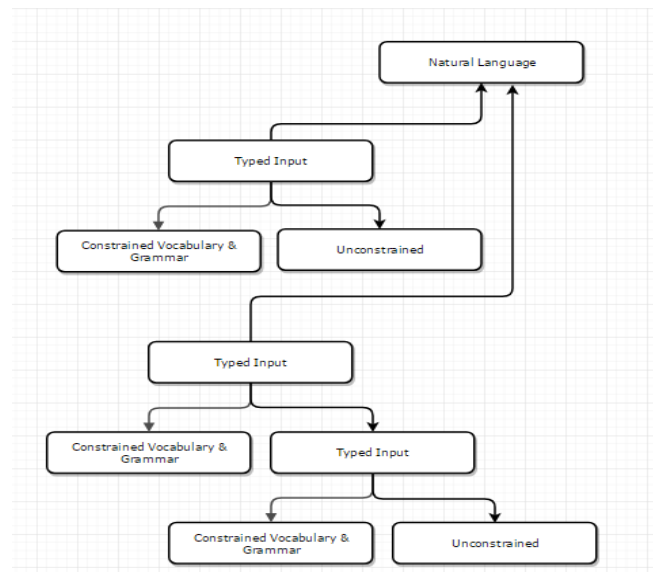 Natural Language
Typed Input
Constrained Vocabulary &
Grammar
Unconstrained
Typed Input
Constrained Vocabulary &
Grammar
Typed Input
Constrained Vocabulary &
Grammar
Unconstrained